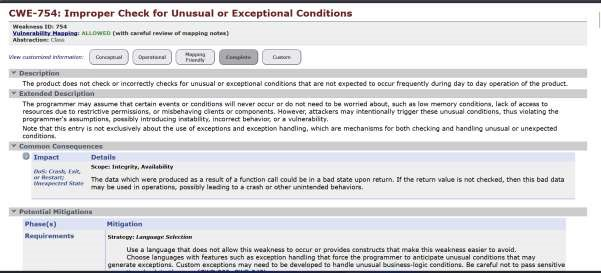 CWE-754: Improper Check for Unusual or Exceptional Conditions
Weakness ID: 754
Vulnerability Mapping: ALLOWED (with careful review of mapping notes)
Abstraction: Class
View customized information:
Conceptual
Operational
Mapping
Friendly
Complete
Custom
Description
The product does not check or incorrectly checks for unusual or exceptional conditions that are not expected to occur frequently during day to day operation of the product.
Extended Description
The programmer may assume that certain events or conditions will never occur or do not need to be worried about, such as low memory conditions, lack of access to
resources due to restrictive permissions, or misbehaving clients or components. However, attackers may intentionally trigger these unusual conditions, thus violating the
programmer's assumptions, possibly introducing instability, incorrect behavior, or a vulnerability.
Note that this entry is not exclusively about the use of exceptions and exception handling, which are mechanisms for both checking and handling unusual or unexpected
conditions.
Common Consequences
Impact Details
Scope: Integrity, Availability
DoS: Crash, Exit,
or Restart;
Unexpected State
The data which were produced as a result of a function call could be in a bad state upon return. If the return value is not checked, then this bad data
may be used in operations, possibly leading to a crash or other unintended behaviors.
Potential Mitigations
Phase(s) Mitigation
Requirements Strategy: Language Selection
Use a language that does not allow this weakness to occur or provides constructs that make this weakness easier to avoid.
Choose languages with features such as exception handling that force the programmer to anticipate unusual conditions that may
generate exceptions. Custom exceptions may need to be developed to handle unusual business-logic conditions. Be careful not to pass sensitive